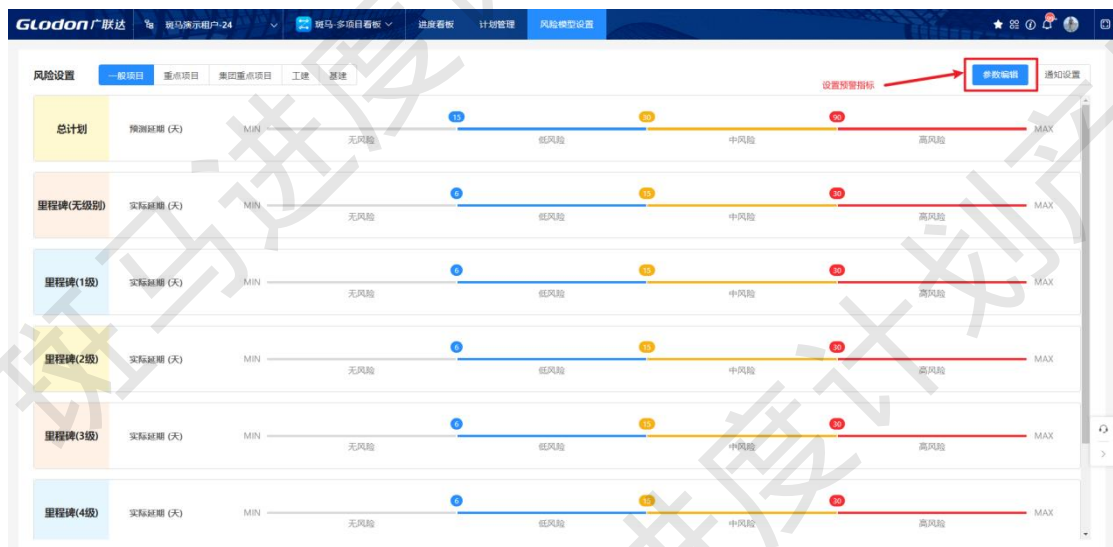 GLodon广联达 斑马演示租户-24 斑马-多项目看板 进度看板 计划管理 风险模型设置
风险设置 一般项目 重点项目 集团重点项目 工建 基建 设置预警指标 参数编辑 通知设置
15 30 90
总计划 预测延期 (天) MIN MAX
无风险 低风险 中风险 高风险
6 15 30
里程碑(无级别) 实际延期 (天) MIN MAX
无风险 低风险 中风险 高风险
6 15 30
里程碑(1级) 实际延期 (天) MIN MAX
无风险 低风险 中风险 高风险
6 15 30
里程碑(2级) 实际延期 (天) MIN MAX
无风险 低风险 中风险 高风险
6 15 30
里程碑(3级) 实际延期 (天) MIN MAX
无风险 低风险 中风险 高风险
6 15 30
里程碑(4级) 实际延期 (天) MIN MAX
无风险 低风险 中风险 高风险
斑马进度
进度计划产